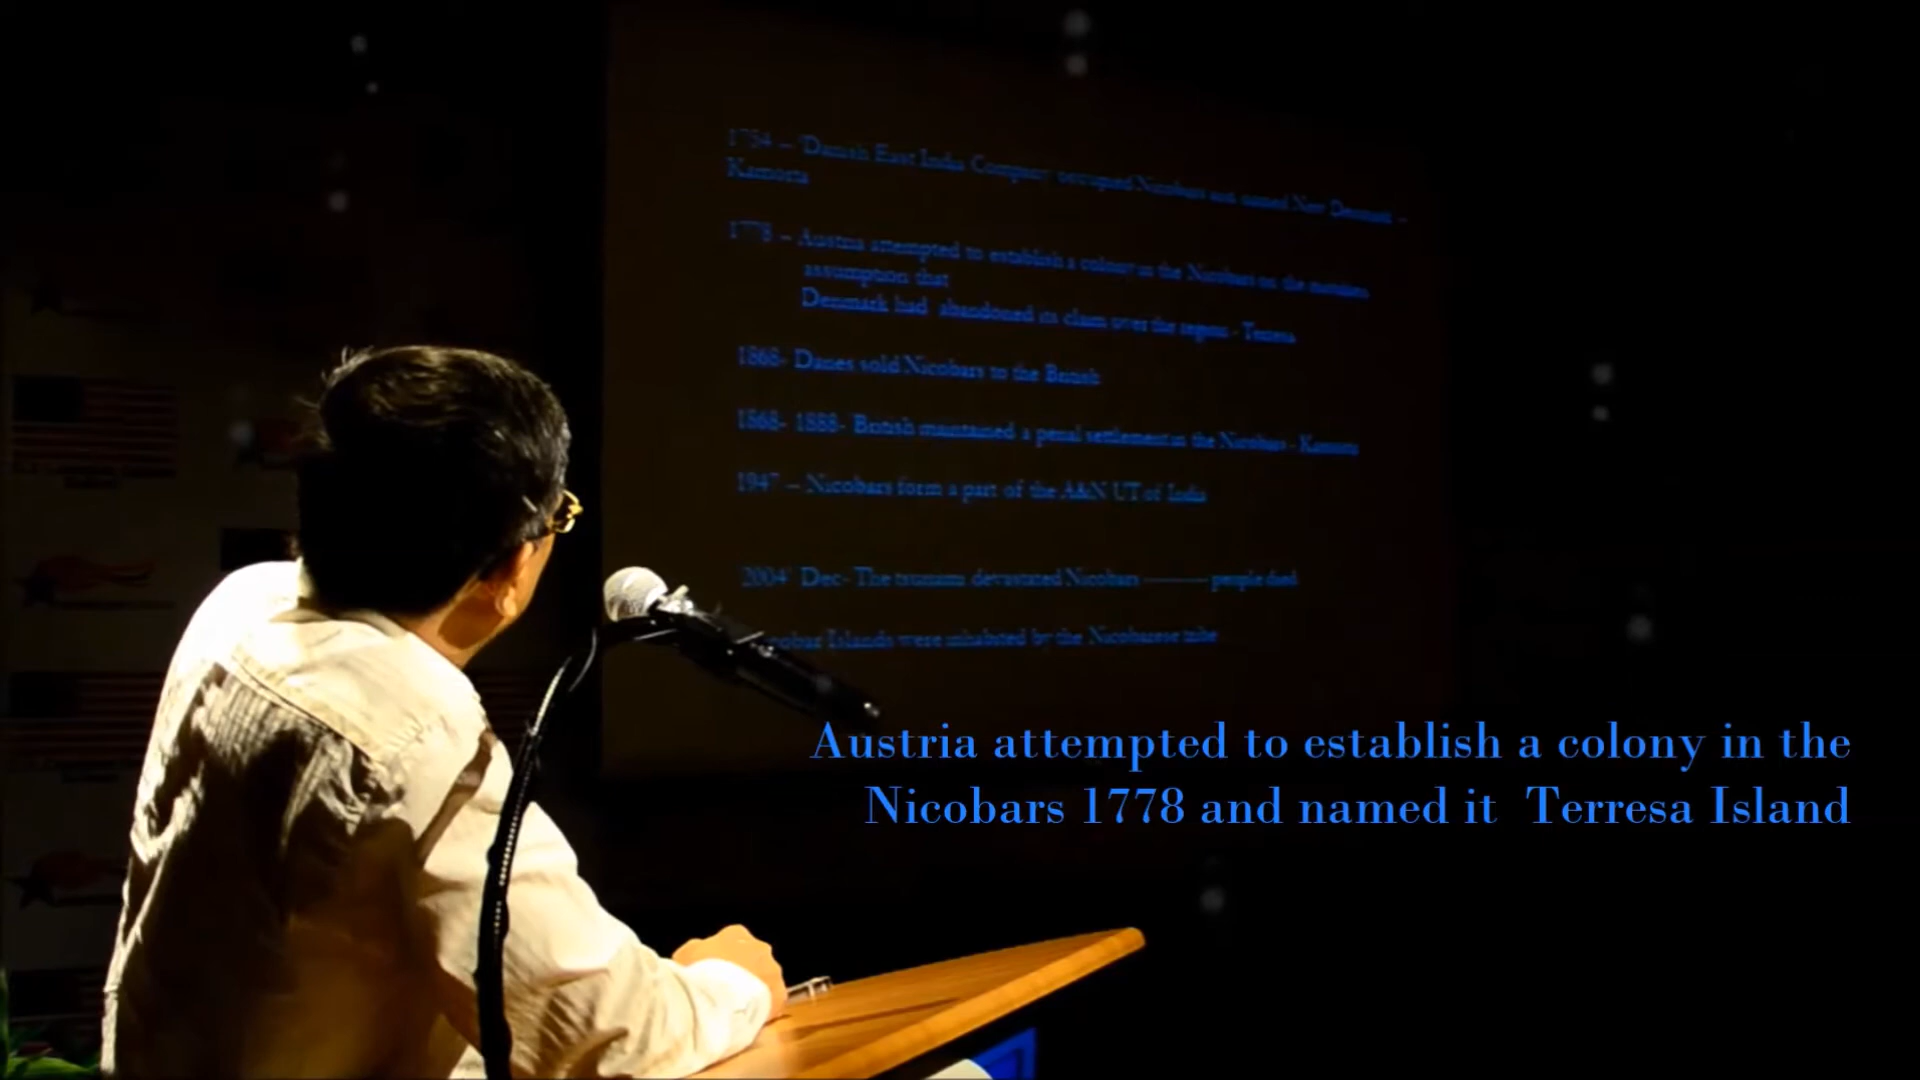 1754 – 'Danish East India Company' occupied Nicobars and named New Denmark –
Kamorta
1778 – Austria attempted to establish a colony in the Nicobars on the mistaken
assumption that
Denmark had abandoned its claim over the region - Teressa
1868- Danes sold Nicobars to the British
1868- 1888- British maintained a penal settlement in the Nicobars - Kamorta
1947 – Nicobars form a part of the A&N UT of India
2004' Dec- The tsunami devastated Nicobars ——— people died
Islands were inhabited by the Nicobarese tribe
Austria attempted to establish a colony in the
Nicobars 1778 and named it Terresa Island